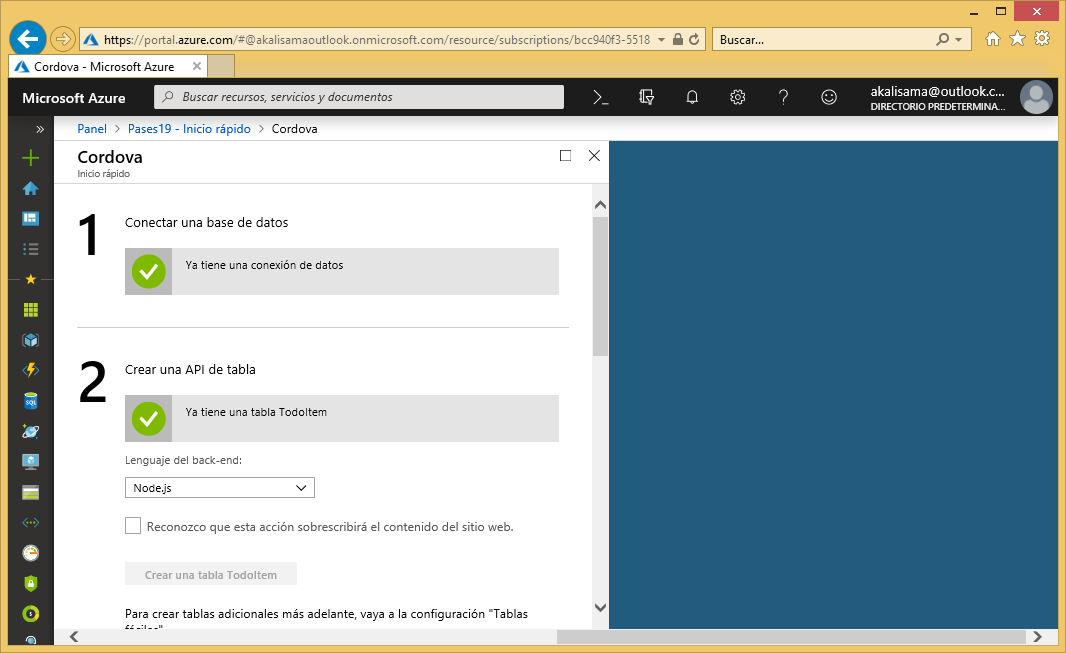 https://portal.azure.com/#@akalisamaoutlook.onmicrosoft.com/resource/subscriptions/bcc940f3-5518
Buscar...
Cordova - Microsoft Azure
Microsoft Azure
Buscar recursos, servicios y documentos
akalisama@outlook.c...
DIRECTORIO PREDETERMINA...
Panel > Pases19 - Inicio rápido > Cordova
Cordova
Inicio rápido
1
Conectar una base de datos
Ya tiene una conexión de datos
2
Crear una API de tabla
Ya tiene una tabla TodoItem
Lenguaje del back-end:
Node.js
Reconozco que esta acción sobrescribirá el contenido del sitio web.
Crear una tabla TodoItem
Para crear tablas adicionales más adelante, vaya a la configuración "Tablas
fáciles"
SQL